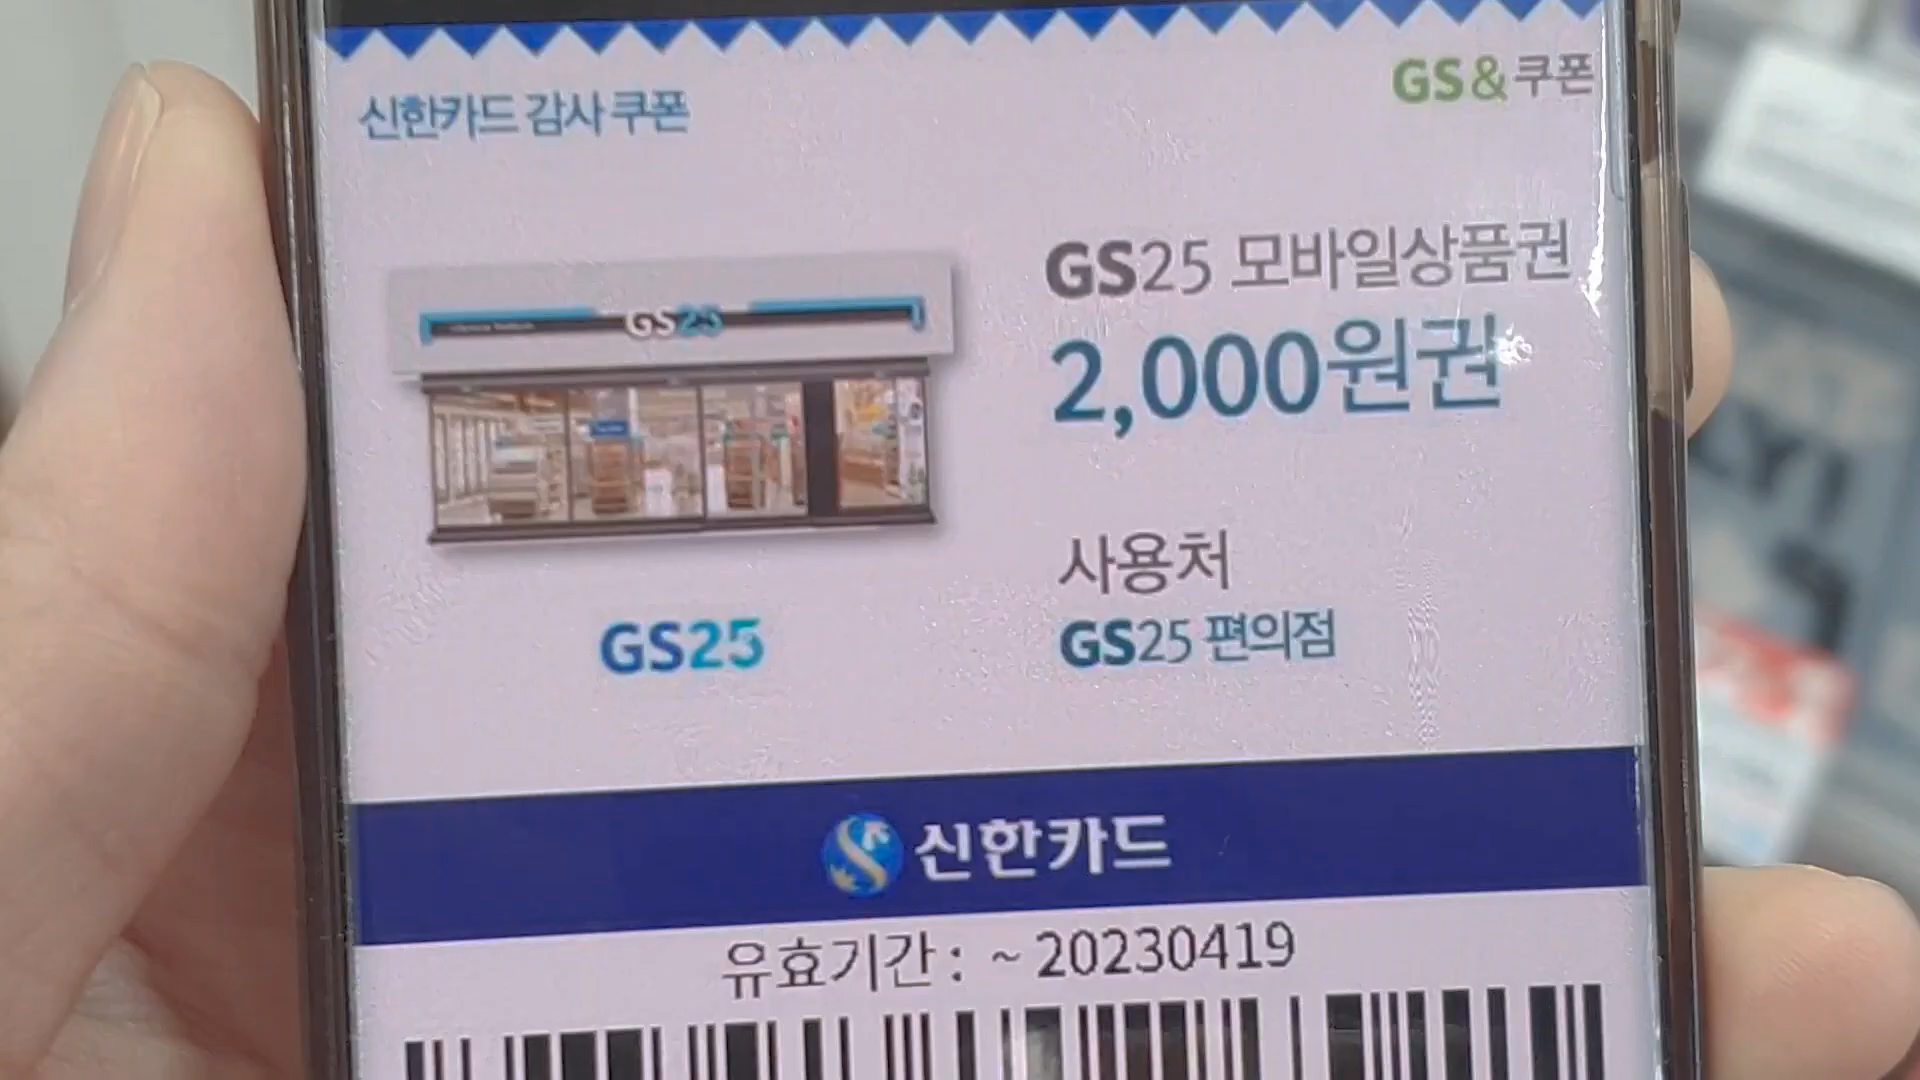 신한카드 감사 쿠폰
GS&쿠폰
GS25 모바일상품권
2,000원권
GS25
사용처
GS25 편의점
GS25
신한카드
유효기간 : ~ 20230419